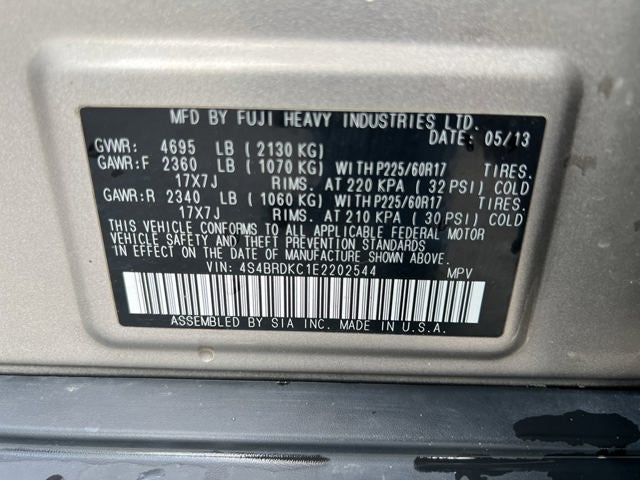 MFD BY FUJI HEAVY INDUSTRIES LTD.
DATE: 05/13
GVWR: 4695 LB ( 2130 KG)
GAWR:F 2360 LB ( 1070 KG) WITH P225/60R17 TIRES.
17X7J RIMS. AT 220 KPA ( 32 PSI) COLD
GAWR:R 2340 LB ( 1060 KG) WITH P225/60R17 TIRES.
17X7J RIMS. AT 210 KPA ( 30 PSI) COLD
THIS VEHICLE CONFORMS TO ALL APPLICABLE FEDERAL MOTOR
VEHICLE SAFETY AND THEFT PREVENTION STANDARDS
IN EFFECT ON THE DATE OF MANUFACTURE SHOWN ABOVE.
VIN: 4S4BRDKC1E2202544 MPV
ASSEMBLED BY SIA INC. MADE IN U.S.A.